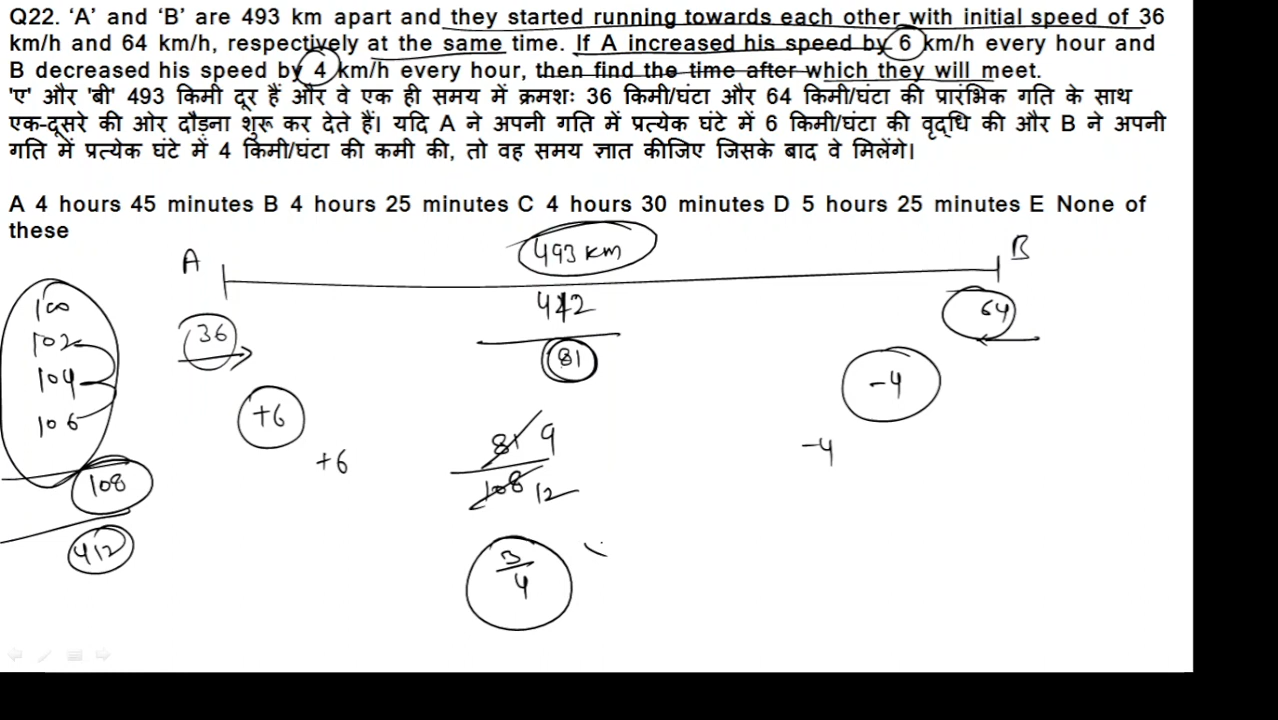 Q22. ‘A’ and ‘B’ are 493 km apart and they started running towards each other with initial speed of 36
km/h and 64 km/h, respectively at the same time. If A increased his speed by 6 km/h every hour and
B decreased his speed by 4 km/h every hour, then find the time after which they will meet.
'ए' और 'बी' 493 किमी दूर हैं और वे एक ही समय में क्रमशः 36 किमी/घंटा और 64 किमी/घंटा की प्रारंभिक गति के साथ
एक-दूसरे की ओर दौड़ना शुरू कर देते हैं। यदि A ने अपनी गति में प्रत्येक घंटे में 6 किमी/घंटा की वृद्धि की और B ने अपनी
गति में प्रत्येक घंटे में 4 किमी/घंटा की कमी की, तो वह समय ज्ञात कीजिए जिसके बाद वे मिलेंगे।
A 4 hours 45 minutes B 4 hours 25 minutes C 4 hours 30 minutes D 5 hours 25 minutes E None of
these
A 493 km B
100 412 64
102 36 81
104 -4
106 +6 81 9
+6 108 12 -4
108
412 3/4